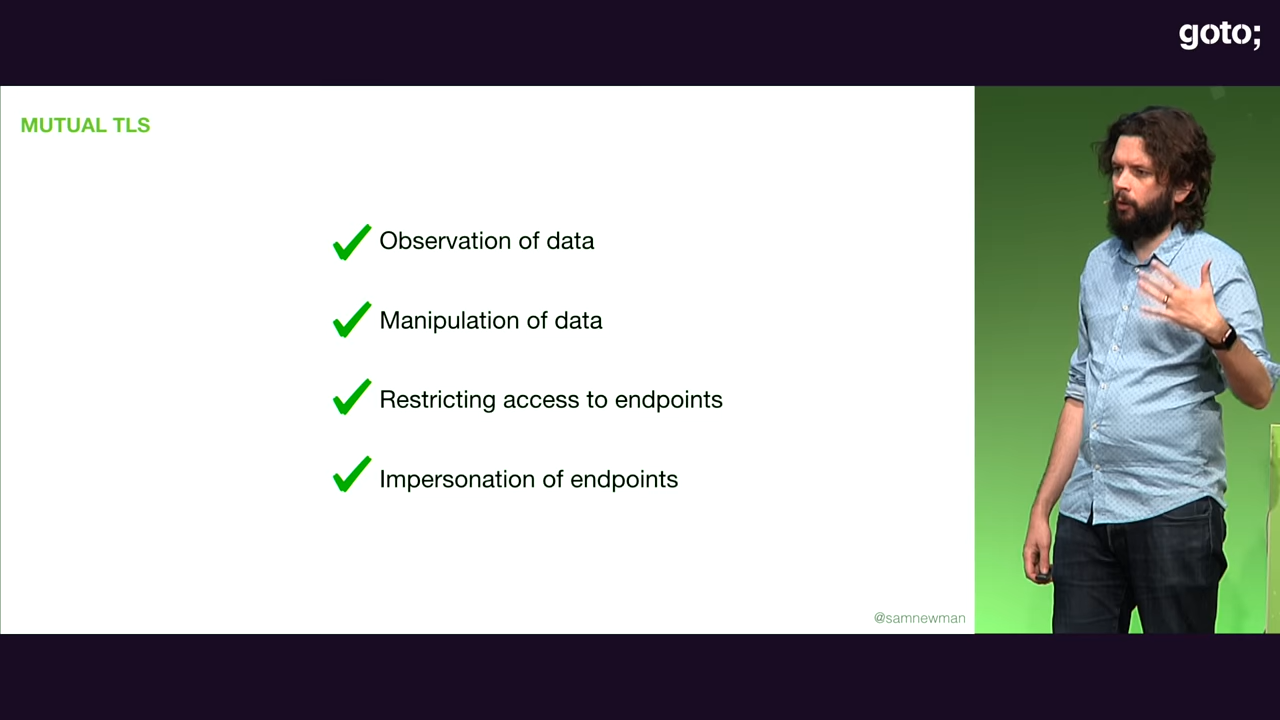 goto;
MUTUAL TLS
Observation of data
Manipulation of data
Restricting access to endpoints
Impersonation of endpoints
@samnewman